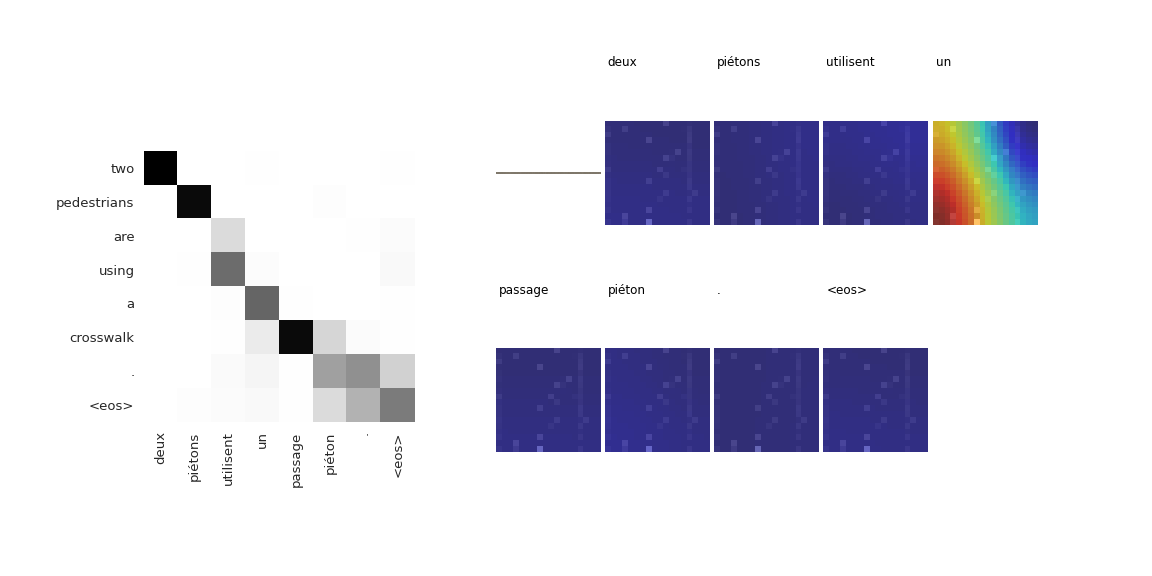 two
pedestrians
are
using
a
crosswalk
.
<eos>
deux
piétons
utilisent
un
passage
piéton
.
<eos>
deux piétons utilisent un
passage piéton . <eos>